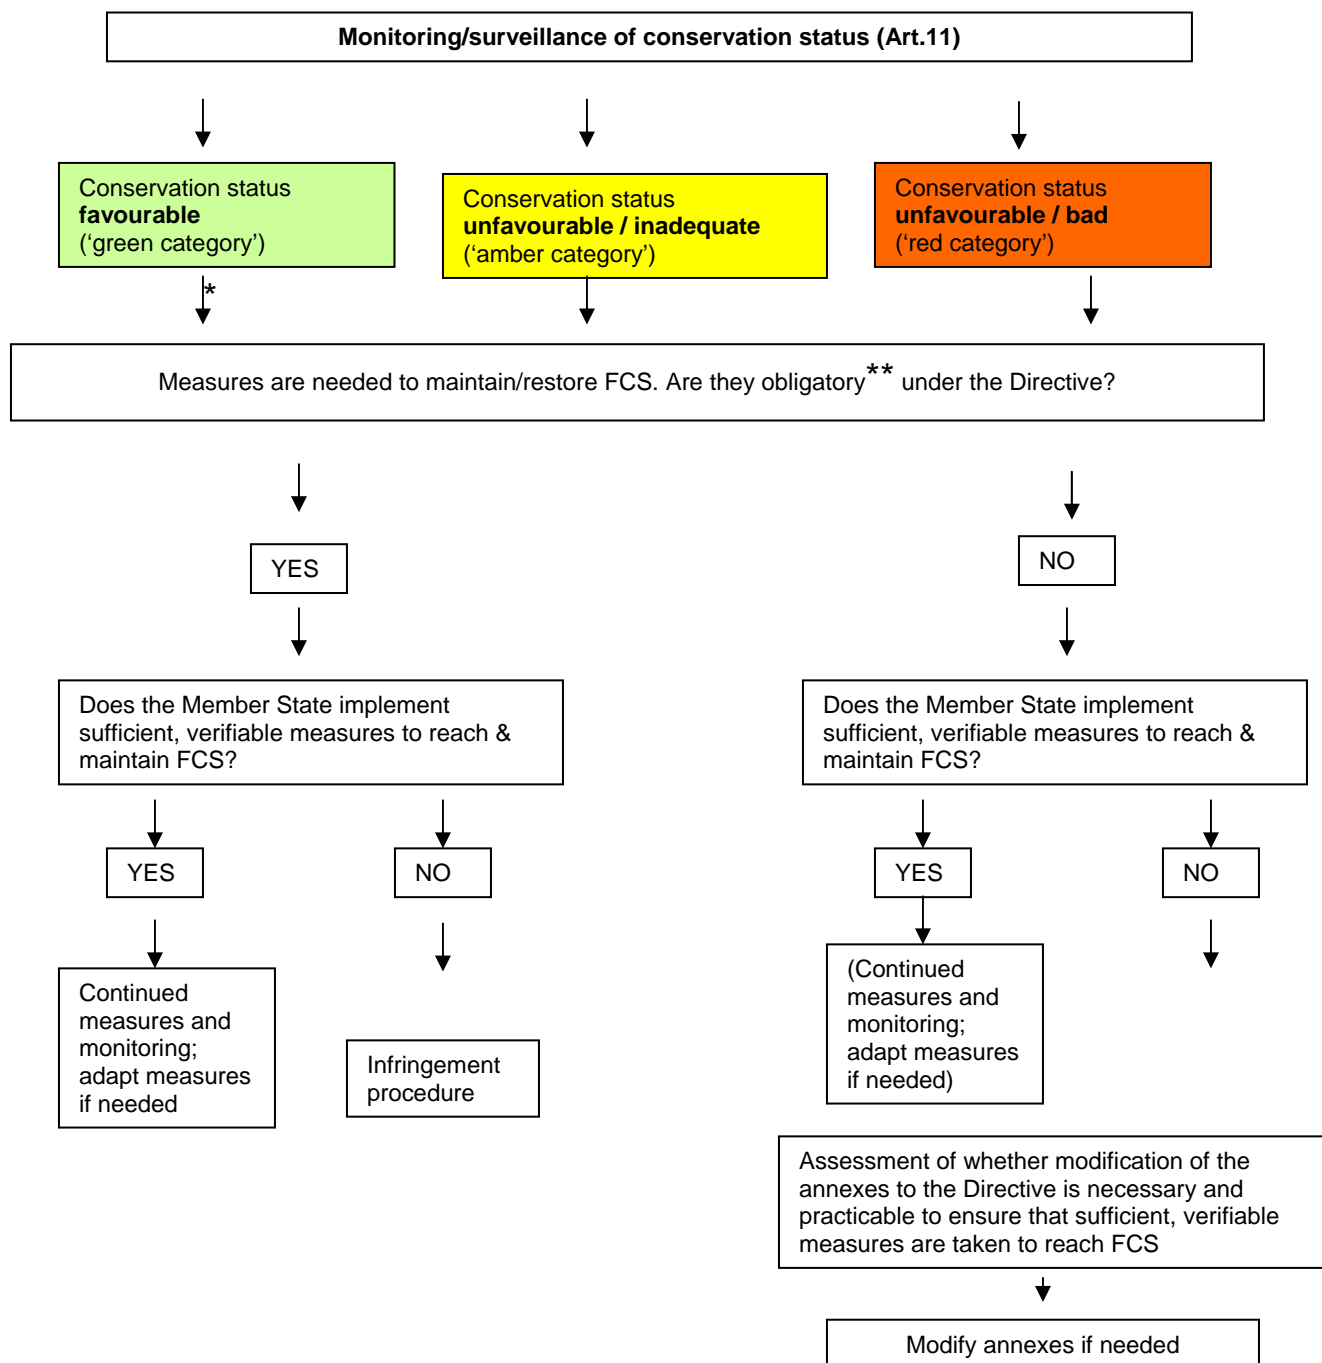 Monitoring/surveillance of conservation status (Art.11)
Conservation status
favourable
(‘green category’)
Conservation status
unfavourable / inadequate
(‘amber category’)
Conservation status
unfavourable / bad
(‘red category’)
*
Measures are needed to maintain/restore FCS. Are they obligatory** under the Directive?
YES
NO
Does the Member State implement
sufficient, verifiable measures to reach &
maintain FCS?
Does the Member State implement
sufficient, verifiable measures to reach &
maintain FCS?
YES
NO
YES
NO
Continued
measures and
monitoring;
adapt measures
if needed
Infringement
procedure
(Continued
measures and
monitoring;
adapt measures
if needed)
Assessment of whether modification of the
annexes to the Directive is necessary and
practicable to ensure that sufficient, verifiable
measures are taken to reach FCS
Modify annexes if needed